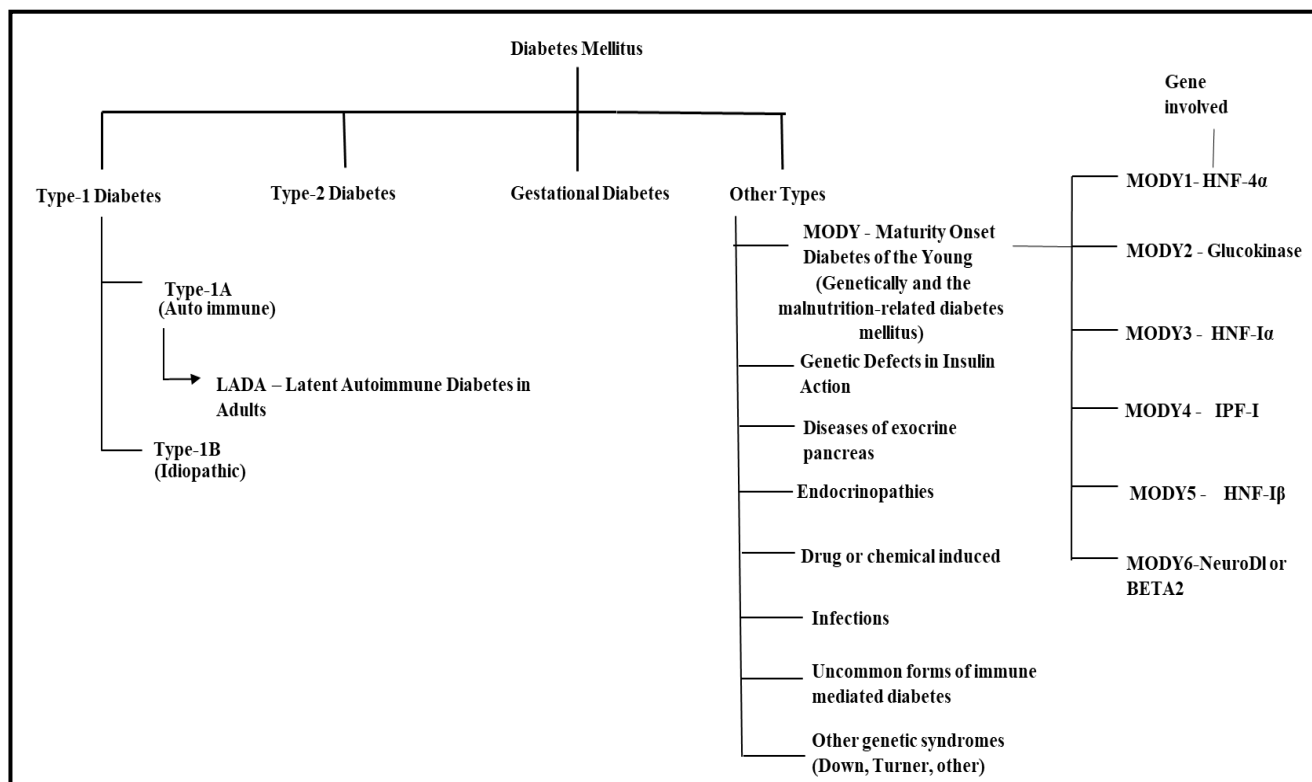 Diabetes Mellitus
Gene
involved
Type-1 Diabetes
Type-2 Diabetes
Gestational Diabetes
Other Types
Type-1A
(Auto immune)
LADA – Latent Autoimmune Diabetes in
Adults
Type-1B
(Idiopathic)
MODY - Maturity Onset
Diabetes of the Young
(Genetically and the
malnutrition-related diabetes
mellitus)
Genetic Defects in Insulin
Action
Diseases of exocrine
pancreas
Endocrinopathies
Drug or chemical induced
Infections
Uncommon forms of immune
mediated diabetes
Other genetic syndromes
(Down, Turner, other)
MODY1- HNF-4α
MODY2 - Glucokinase
MODY3 - HNF-Iα
MODY4 - IPF-I
MODY5 - HNF-Iβ
MODY6-NeuroDl or
BETA2